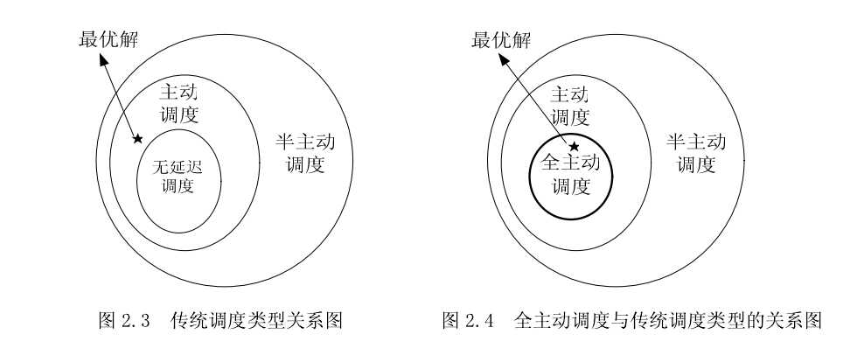 最优解
主动
调度
半主动
调度
无延迟
调度
图 2.3 传统调度类型关系图
最优解
主动
调度
半主动
调度
全主动
调度
图 2.4 全主动调度与传统调度类型的关系图